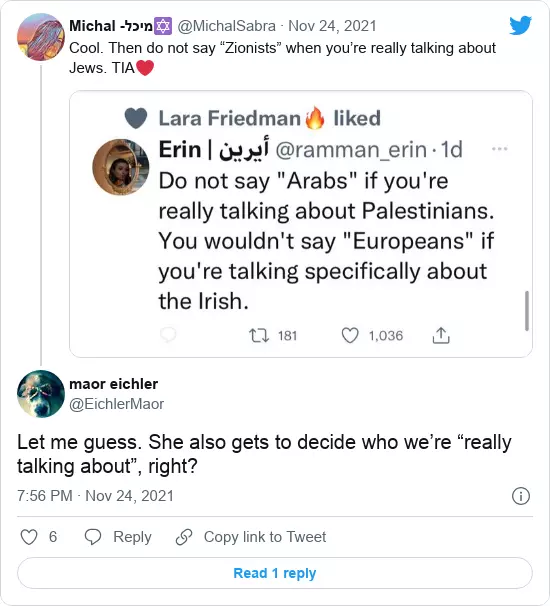 Michal -מיכל✡ @MichalSabra · Nov 24, 2021
Cool. Then do not say “Zionists” when you’re really talking about
Jews. TIA❤️
Lara Friedman🔥 liked
Erin | أيرين @ramman_erin · 1d
Do not say "Arabs" if you're
really talking about Palestinians.
You wouldn't say "Europeans" if
you're talking specifically about
the Irish.
181 1,036
maor eichler
@EichlerMaor
Let me guess. She also gets to decide who we’re “really
talking about”, right?
7:56 PM · Nov 24, 2021
6 Reply Copy link to Tweet
Read 1 reply